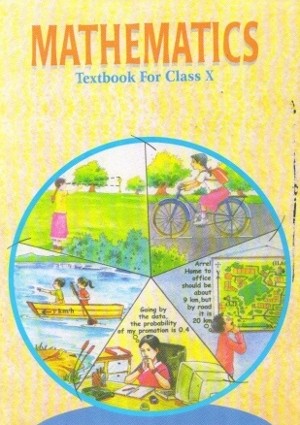 MATHEMATICS
Textbook For Class X
Arre!
Home to
office
should be
about
9 km, but
by road
it is
20 km
Going by
the data,
the probability
of my promotion is 0.4